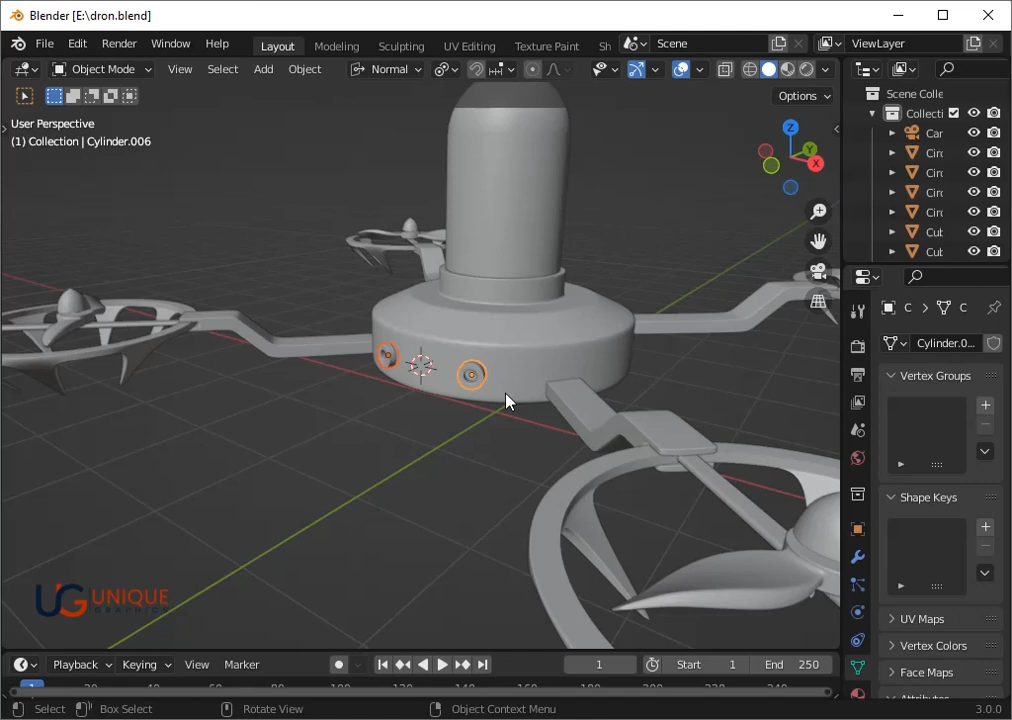 Blender [E:\dron.blend]
File Edit Render Window Help Layout Modeling Sculpting UV Editing Texture Paint Sh Scene ViewLayer
Object Mode View Select Add Object Normal
Options
User Perspective
(1) Collection | Cylinder.006
Z
Y
X
Scene Colle
Collecti
Car
Circ
Circ
Circ
Circ
Cub
Cub
C > C
Cylinder.0...
Vertex Groups
Shape Keys
UV Maps
Vertex Colors
Face Maps
UG UNIQUE
GRAPHICS
Playback Keying View Marker 1 Start 1 End 250
Select Box Select Rotate View Object Context Menu 3.0.0